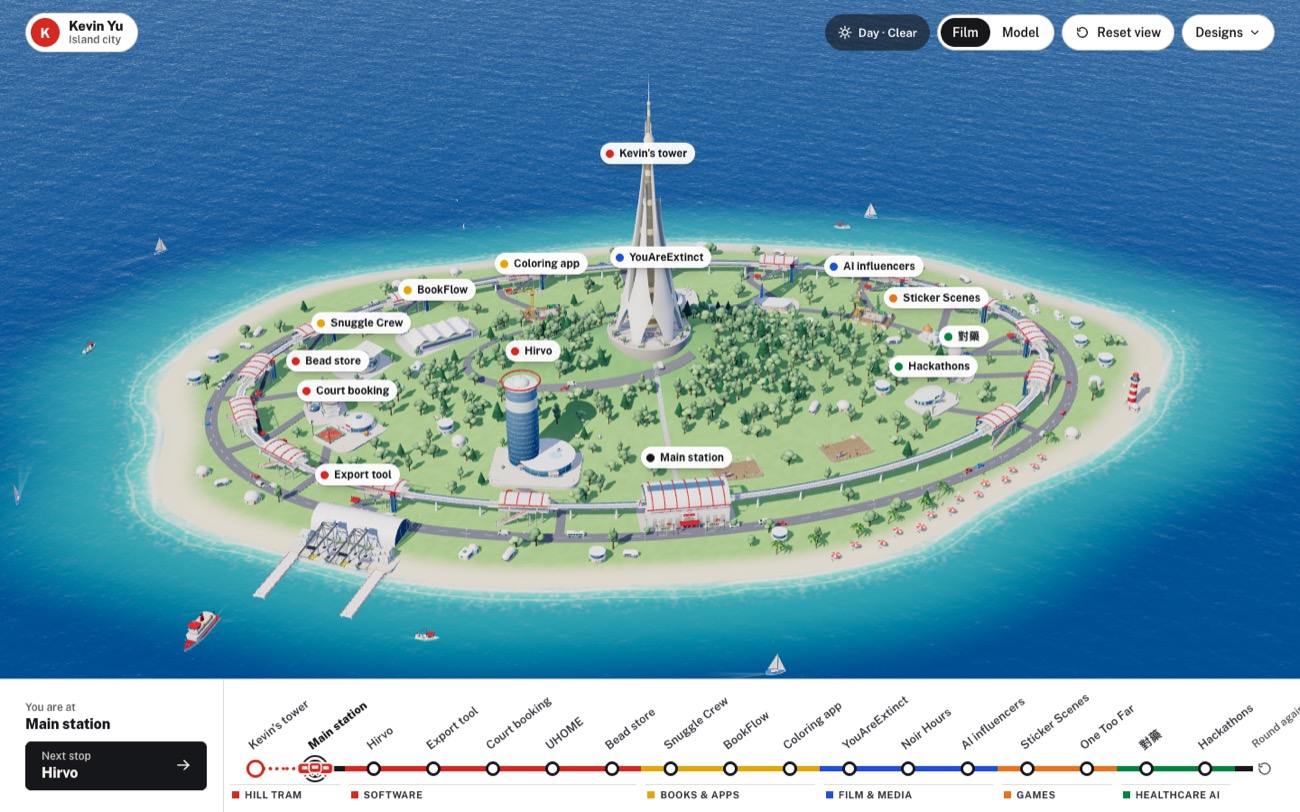 K
Kevin Yu
Island city
Day · Clear
Film
Model
Reset view
Designs
Kevin's tower
YouAreExtinct
Coloring app
AI influencers
BookFlow
Sticker Scenes
Snuggle Crew
對藥
Hirvo
Bead store
Hackathons
Court booking
Main station
Export tool
You are at
Main station
Next stop
Hirvo
Kevin's tower
Main station
Hirvo
Export tool
Court booking
UHOME
Bead store
Snuggle Crew
BookFlow
Coloring app
YouAreExtinct
Noir Hours
AI influencers
Sticker Scenes
One Too Far
對藥
Hackathons
Round again
HILL TRAM
SOFTWARE
BOOKS & APPS
FILM & MEDIA
GAMES
HEALTHCARE AI